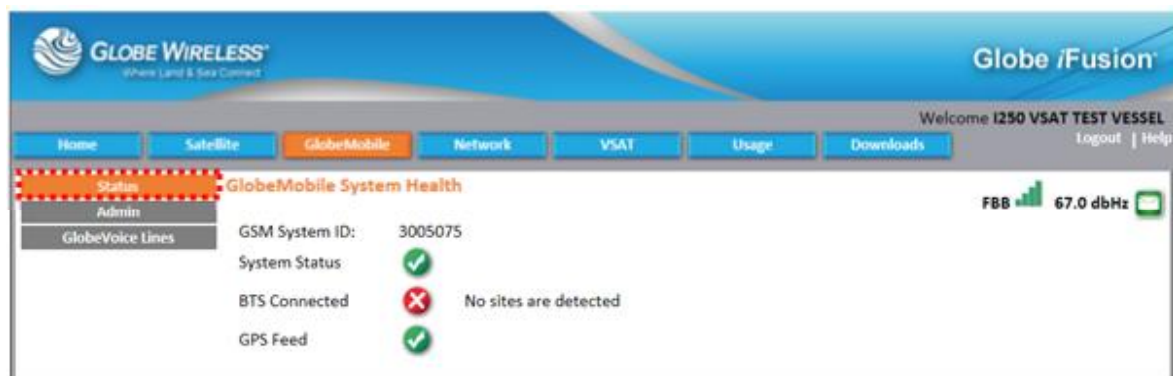 GLOBE WIRELESS®
Where Land & Sea Connect
Globe iFusion
Welcome I250 VSAT TEST VESSEL
Logout | Help
Home Satellite GlobeMobile Network VSAT Usage Downloads
Status
Admin
GlobeVoice Lines
GlobeMobile System Health
FBB 67.0 dbHz
GSM System ID: 3005075
System Status
BTS Connected No sites are detected
GPS Feed